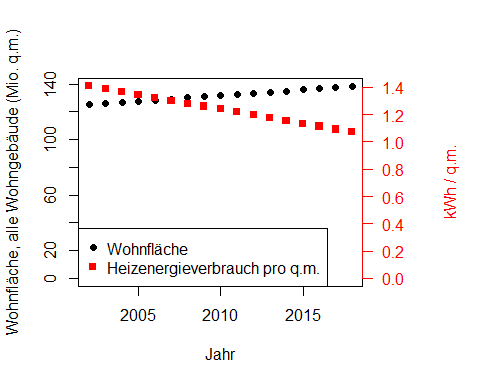 Wohnfläche, alle Wohngebäude (Mio. q.m.)
140
100
60
20
0
1.4
1.2
1.0
0.8
0.6
0.4
0.2
0.0
kWh / q.m.
Wohnfläche
Heizenergieverbrauch pro q.m.
2005 2010 2015
Jahr